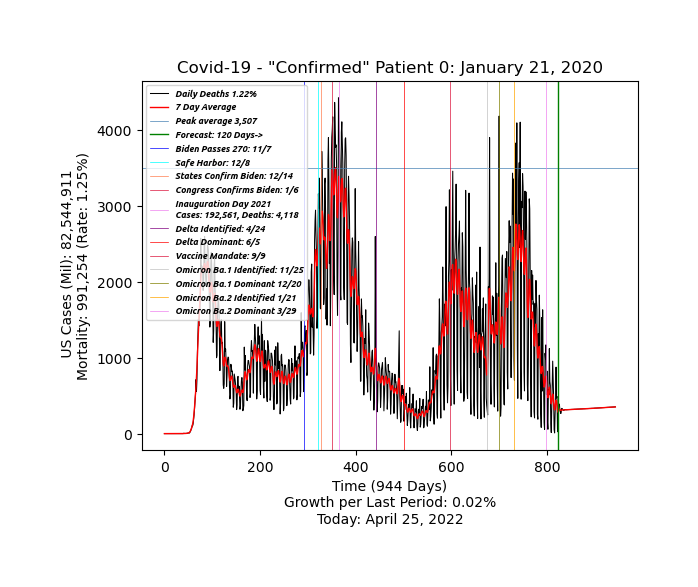 Covid-19 - "Confirmed" Patient 0: January 21, 2020
Daily Deaths 1.22%
7 Day Average
Peak average 3,507
Forecast: 120 Days->
Biden Passes 270: 11/7
Safe Harbor: 12/8
States Confirm Biden: 12/14
Congress Confirms Biden: 1/6
Inauguration Day 2021
Cases: 192,561, Deaths: 4,118
Delta Identified: 4/24
Delta Dominant: 6/5
Vaccine Mandate: 9/9
Omicron Ba.1 Identified: 11/25
Omicron Ba.1 Dominant 12/20
Omicron Ba.2 Identified 1/21
Omicron Ba.2 Dominant 3/29
4000
3000
2000
1000
0
US Cases (Mil): 82,544,911
Mortality: 991,254 (Rate: 1.25%)
0 200 400 600 800
Time (944 Days)
Growth per Last Period: 0.02%
Today: April 25, 2022